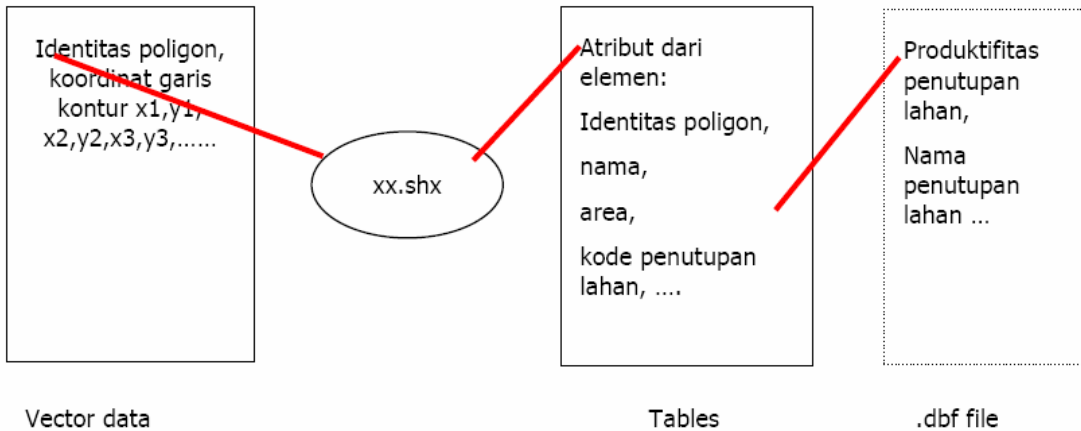 Identitas poligon,
koordinat garis
kontur x1,y1,
x2,y2,x3,y3,......
xx.shx
Atribut dari
elemen:
Identitas poligon,
nama,
area,
kode penutupan
lahan, ....
Produktifitas
penutupan
lahan,
Nama
penutupan
lahan ...
Vector data
Tables
.dbf file